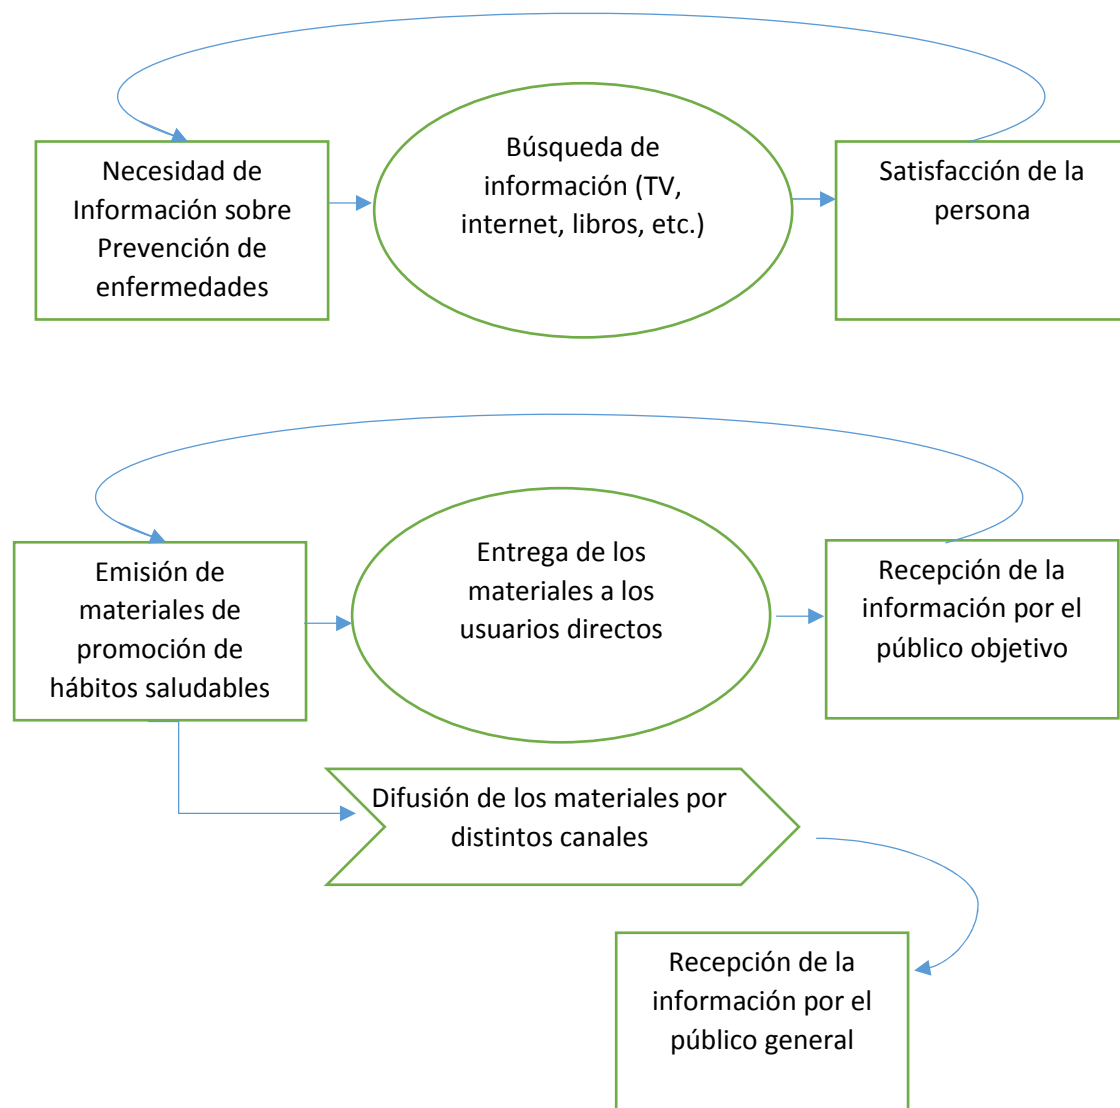 Necesidad de
Información sobre
Prevención de
enfermedades
Búsqueda de
información (TV,
internet, libros, etc.)
Satisfacción de la
persona
Emisión de
materiales de
promoción de
hábitos saludables
Entrega de los
materiales a los
usuarios directos
Recepción de la
información por el
público objetivo
Difusión de los materiales por
distintos canales
Recepción de la
información por el
público general